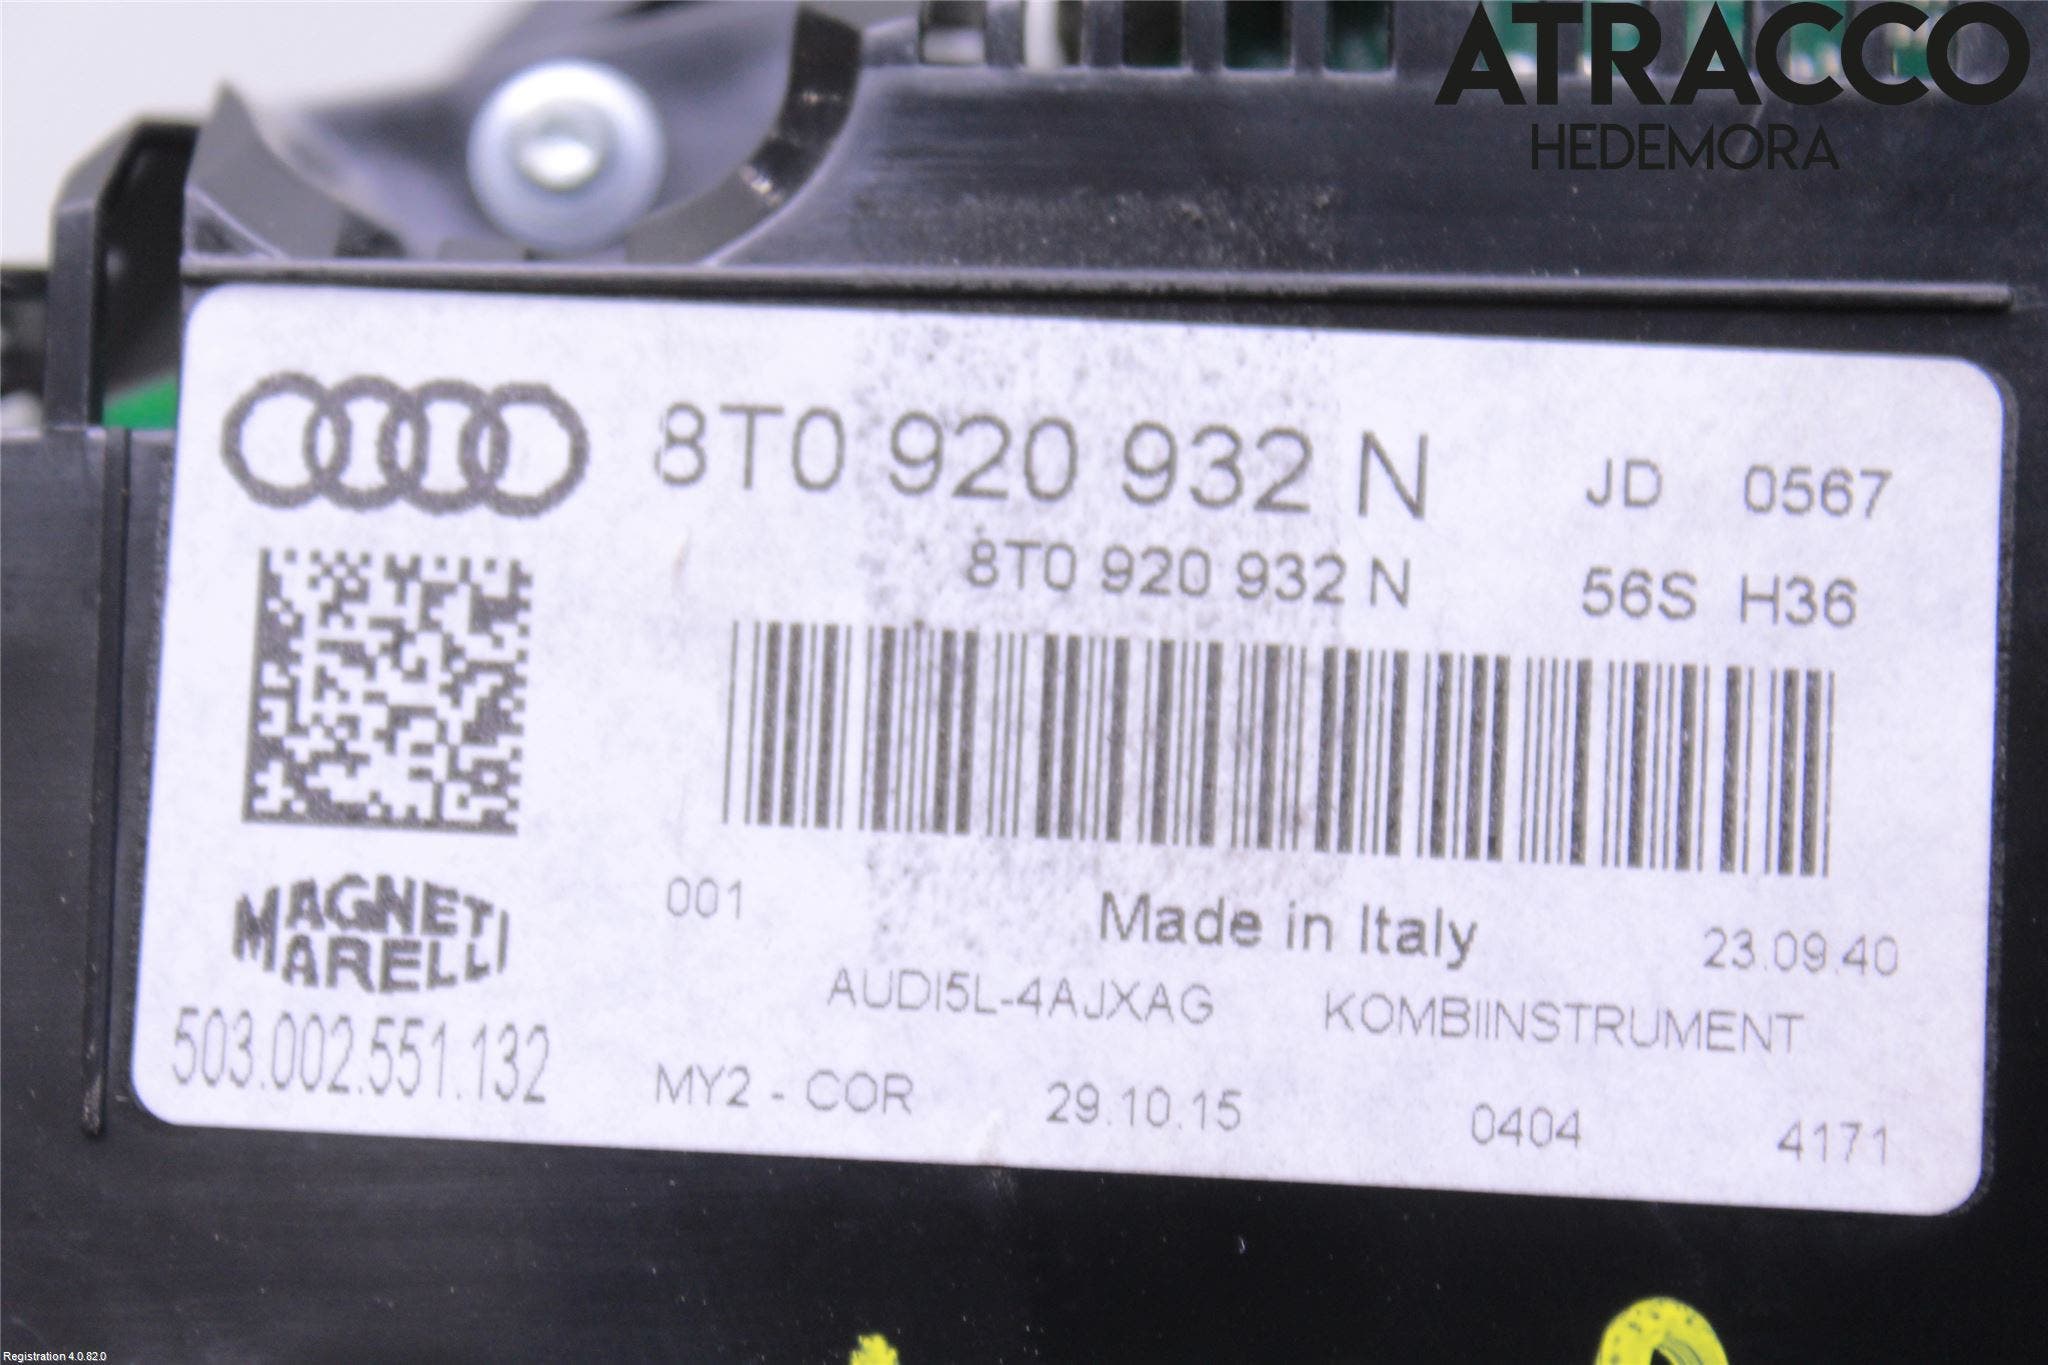 ATRACCO
HEDEMORA
8T0 920 932 N JD 0567
8T0 920 932 N 56S H36
001 Made in Italy 23.09.40
MAGNETI
MARELLI
AUDI5L-4AJXAG KOMBIINSTRUMENT
503.002.551.132
MY2 - COR 29.10.15 0404 4171
Registration 4.0.82.0